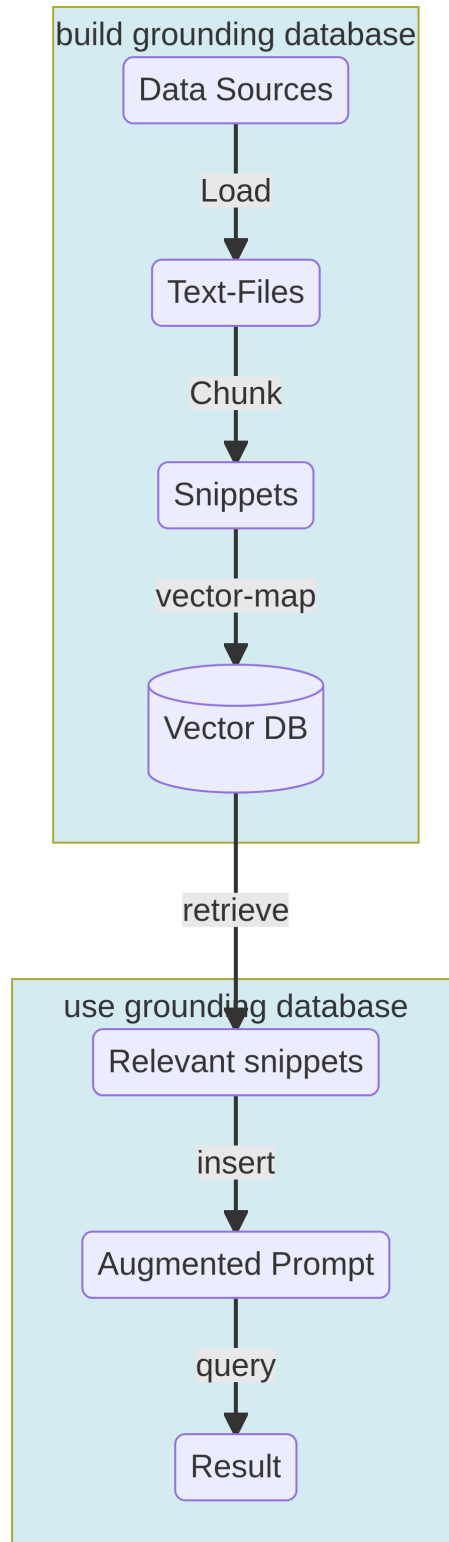 build grounding database
Data Sources
Load
Text-Files
Chunk
Snippets
vector-map
Vector DB
retrieve
use grounding database
Relevant snippets
insert
Augmented Prompt
query
Result